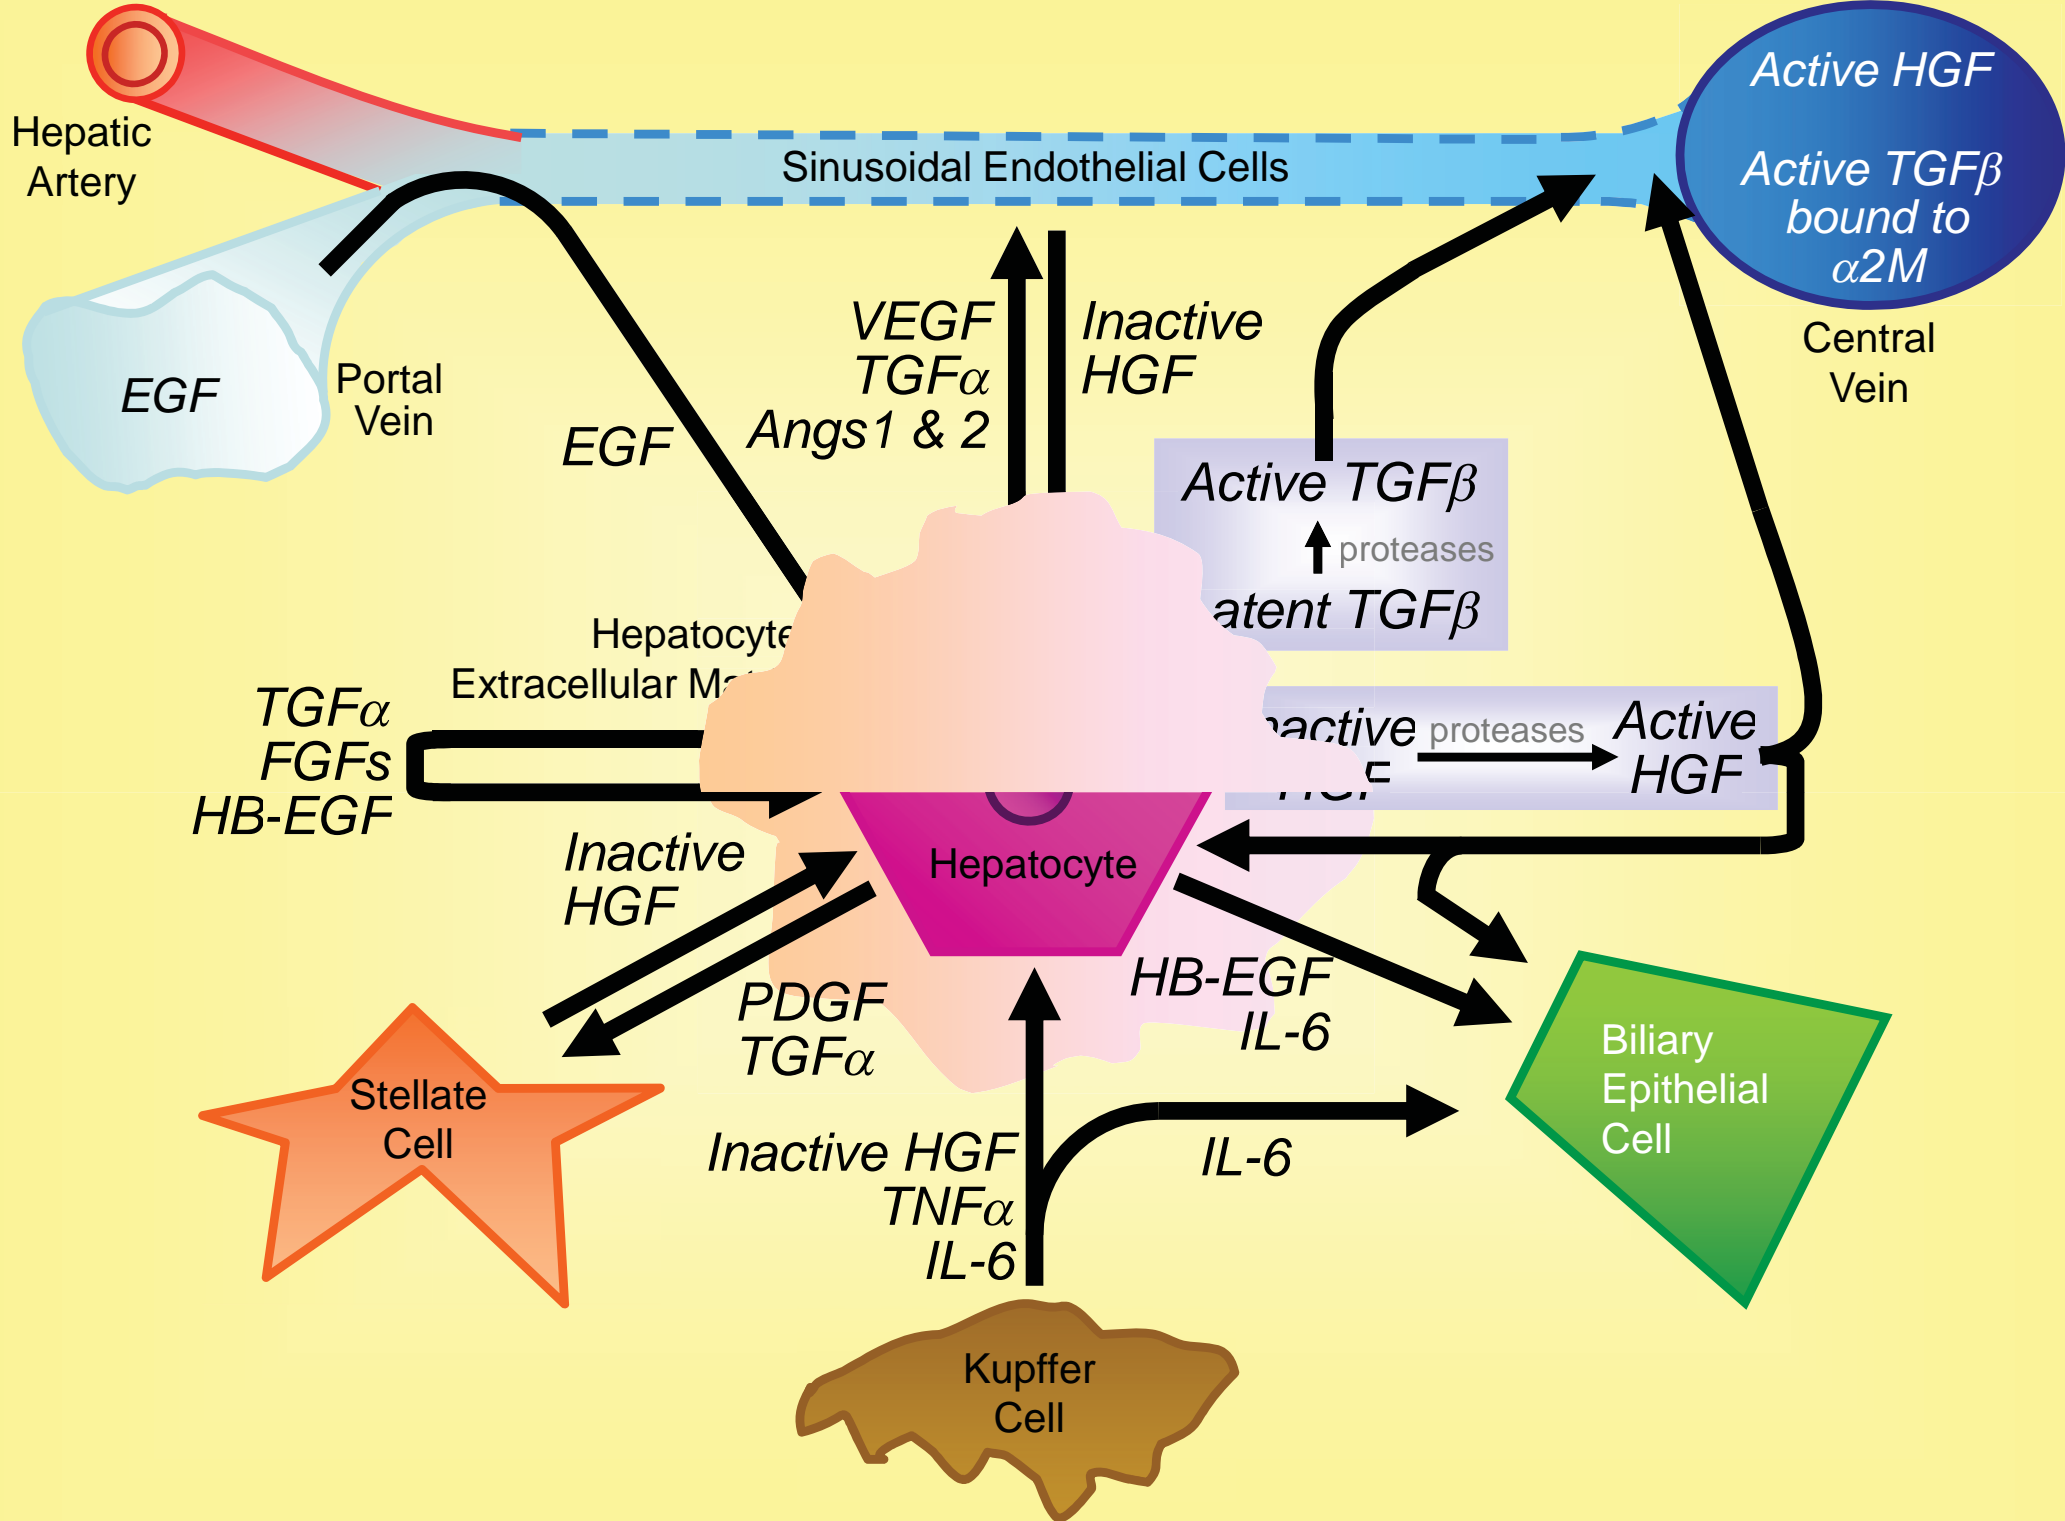 Hepatic
Artery
EGF
Portal
Vein
Sinusoidal Endothelial Cells
Active HGF
Active TGFβ
bound to
α2M
Central
Vein
EGF
VEGF
TGFα
Angs1 & 2
Inactive
HGF
Active TGFβ
proteases
atent TGFβ
Hepatocyte
Extracellular Ma
TGFα
FGFs
HB-EGF
nactive
HGF
proteases
Active
HGF
Inactive
HGF
Hepatocyte
PDGF
TGFα
HB-EGF
IL-6
Stellate
Cell
Biliary
Epithelial
Cell
Inactive HGF
TNFα
IL-6
IL-6
Kupffer
Cell